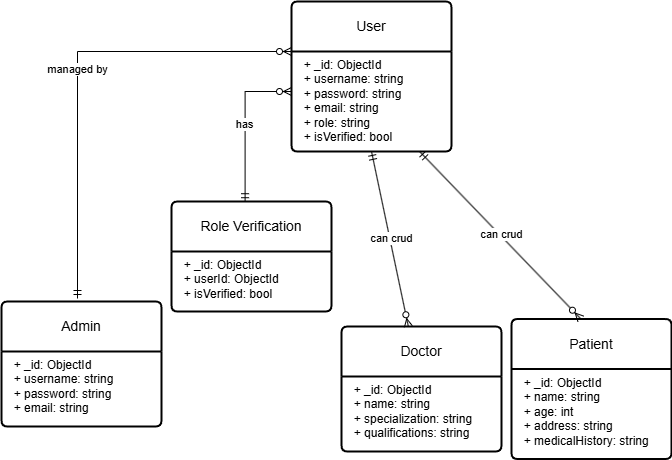 User
+ _id: ObjectId
+ username: string
+ password: string
+ email: string
+ role: string
+ isVerified: bool
managed by
has
Role Verification
+ _id: ObjectId
+ userId: ObjectId
+ isVerified: bool
can crud
can crud
Admin
+ _id: ObjectId
+ username: string
+ password: string
+ email: string
Doctor
+ _id: ObjectId
+ name: string
+ specialization: string
+ qualifications: string
Patient
+ _id: ObjectId
+ name: string
+ age: int
+ address: string
+ medicalHistory: string